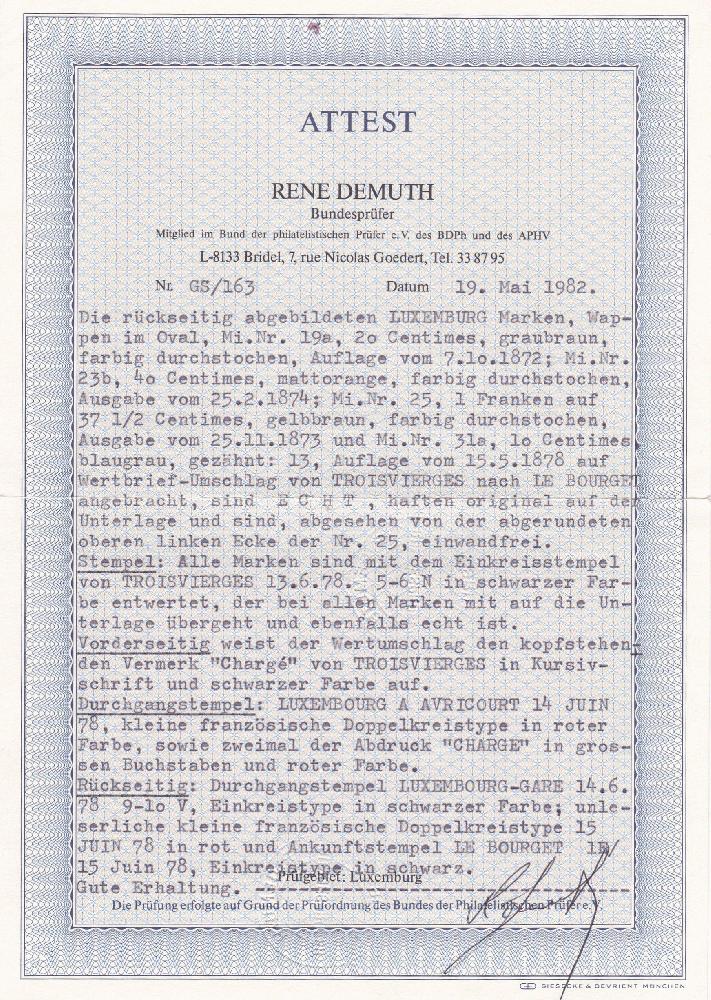 ATTEST
RENE DEMUTH
Bundesprüfer
Mitglied im Bund der philatelistischen Prüfer e.V. des BDPh und des APHV
L-8133 Bridel, 7, rue Nicolas Goedert, Tel. 33 87 95
Nr. GS/163 Datum 19. Mai 1982.
Die rückseitig abgebildeten LUXEMBURG Marken, Wap-
pen im Oval, Mi.Nr. 19a, 2o Centimes, graubraun,
farbig durchstochen, Auflage vom 7.lo.1872; Mi.Nr.
23b, 4o Centimes, mattorange, farbig durchstochen,
Ausgabe vom 25.2.1874; Mi.Nr. 25, 1 Franken auf
37 1/2 Centimes, gelbbraun, farbig durchstochen,
Ausgabe vom 25.11.1873 und Mi.Nr. 31a, lo Centimes
blaugrau, gezähnt: 13, Auflage vom 15.5.1878 auf
Wertbrief-Umschlag von TROISVIERGES nach LE BOURGET
angebracht, sind E C H T , haften original auf der
Unterlage und sind, abgesehen von der abgerundeten
oberen linken Ecke der Nr. 25, einwandfrei.
Stempel: Alle Marken sind mit dem Einkreisstempel
von TROISVIERGES 13.6.78. 5-6 N in schwarzer Far-
be entwertet, der bei allen Marken mit auf die Un-
terlage übergeht und ebenfalls echt ist.
Vorderseitig weist der Wertumschlag den kopfstehen-
den Vermerk "Chargé" von TROISVIERGES in Kursiv-
schrift und schwarzer Farbe auf.
Durchgangstempel: LUXEMBOURG A AVRICOURT 14 JUIN
78, kleine französische Doppelkreistype in roter
Farbe, sowie zweimal der Abdruck "CHARGE" in gros-
sen Buchstaben und roter Farbe.
Rückseitig: Durchgangstempel LUXEMBOURG-GARE 14.6.
78 9-lo V, Einkreistype in schwarzer Farbe; unle-
serliche kleine französische Doppelkreistype 15
JUIN 78 in rot und Ankunftstempel LE BOURGET
15 Juin 78, Einkreistype in schwarz.
Prüfgebiet: Luxemburg
Gute Erhaltung. ----------------------------------
Die Prüfung erfolgte auf Grund der Prüfordnung des Bundes der Philatelistischen Prüfer e.V.
GIESECKE & DEVRIENT MÜNCHEN